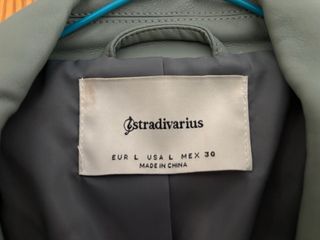 stradivarius
EUR L USA L MEX 30
MADE IN CHINA